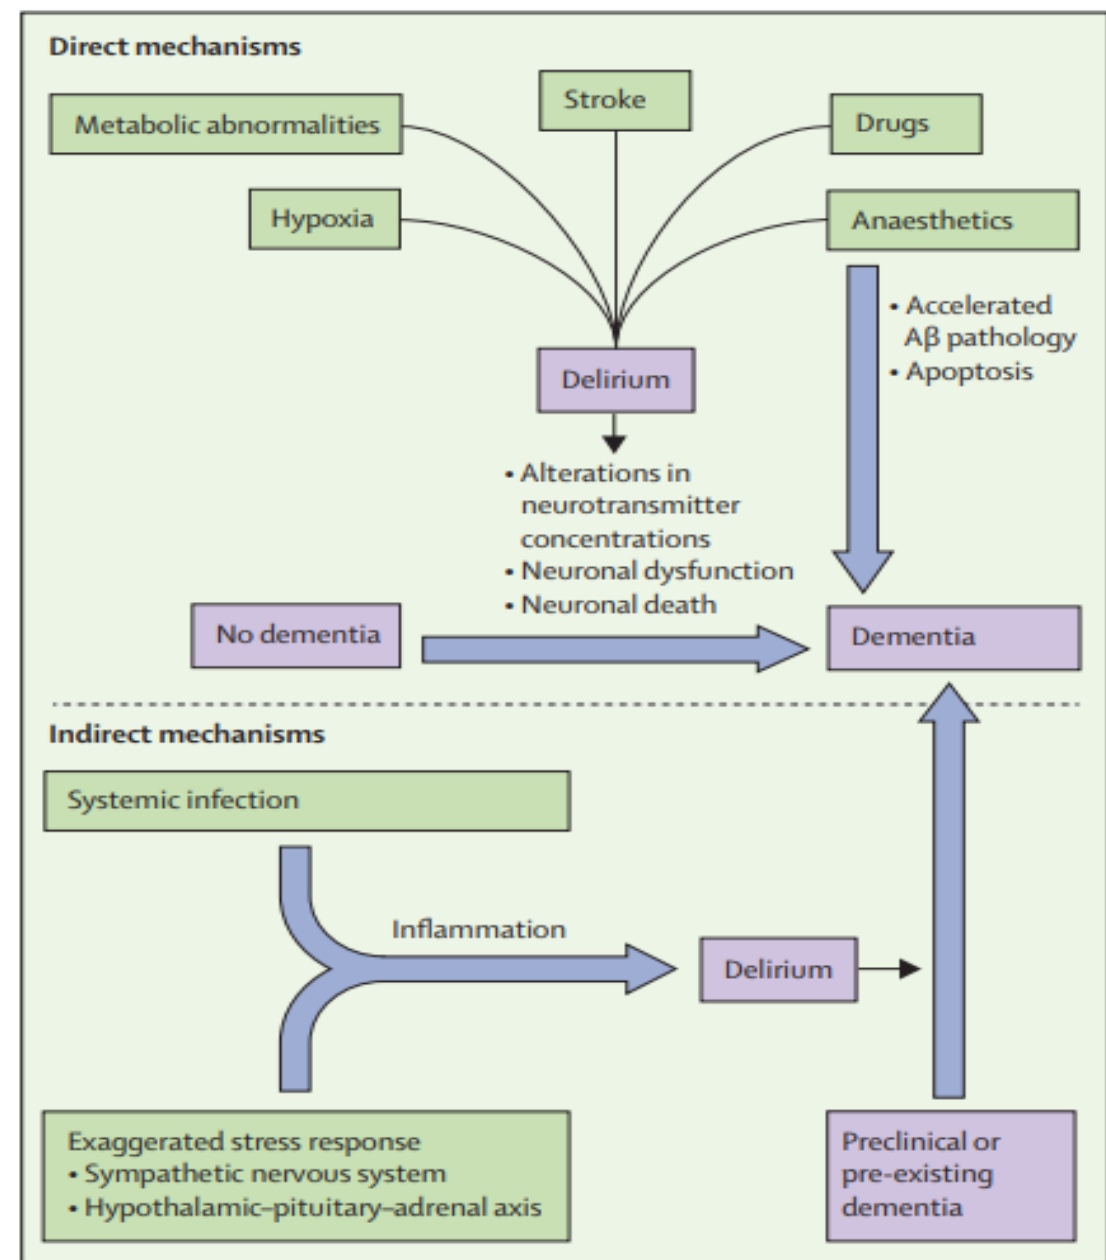 Direct mechanisms
Stroke
Metabolic abnormalities
Drugs
Hypoxia
Anaesthetics
• Accelerated
Aβ pathology
• Apoptosis
Delirium
• Alterations in
neurotransmitter
concentrations
• Neuronal dysfunction
• Neuronal death
No dementia
Dementia
Indirect mechanisms
Systemic infection
Inflammation
Delirium
Exaggerated stress response
• Sympathetic nervous system
• Hypothalamic–pituitary–adrenal axis
Preclinical or
pre-existing
dementia